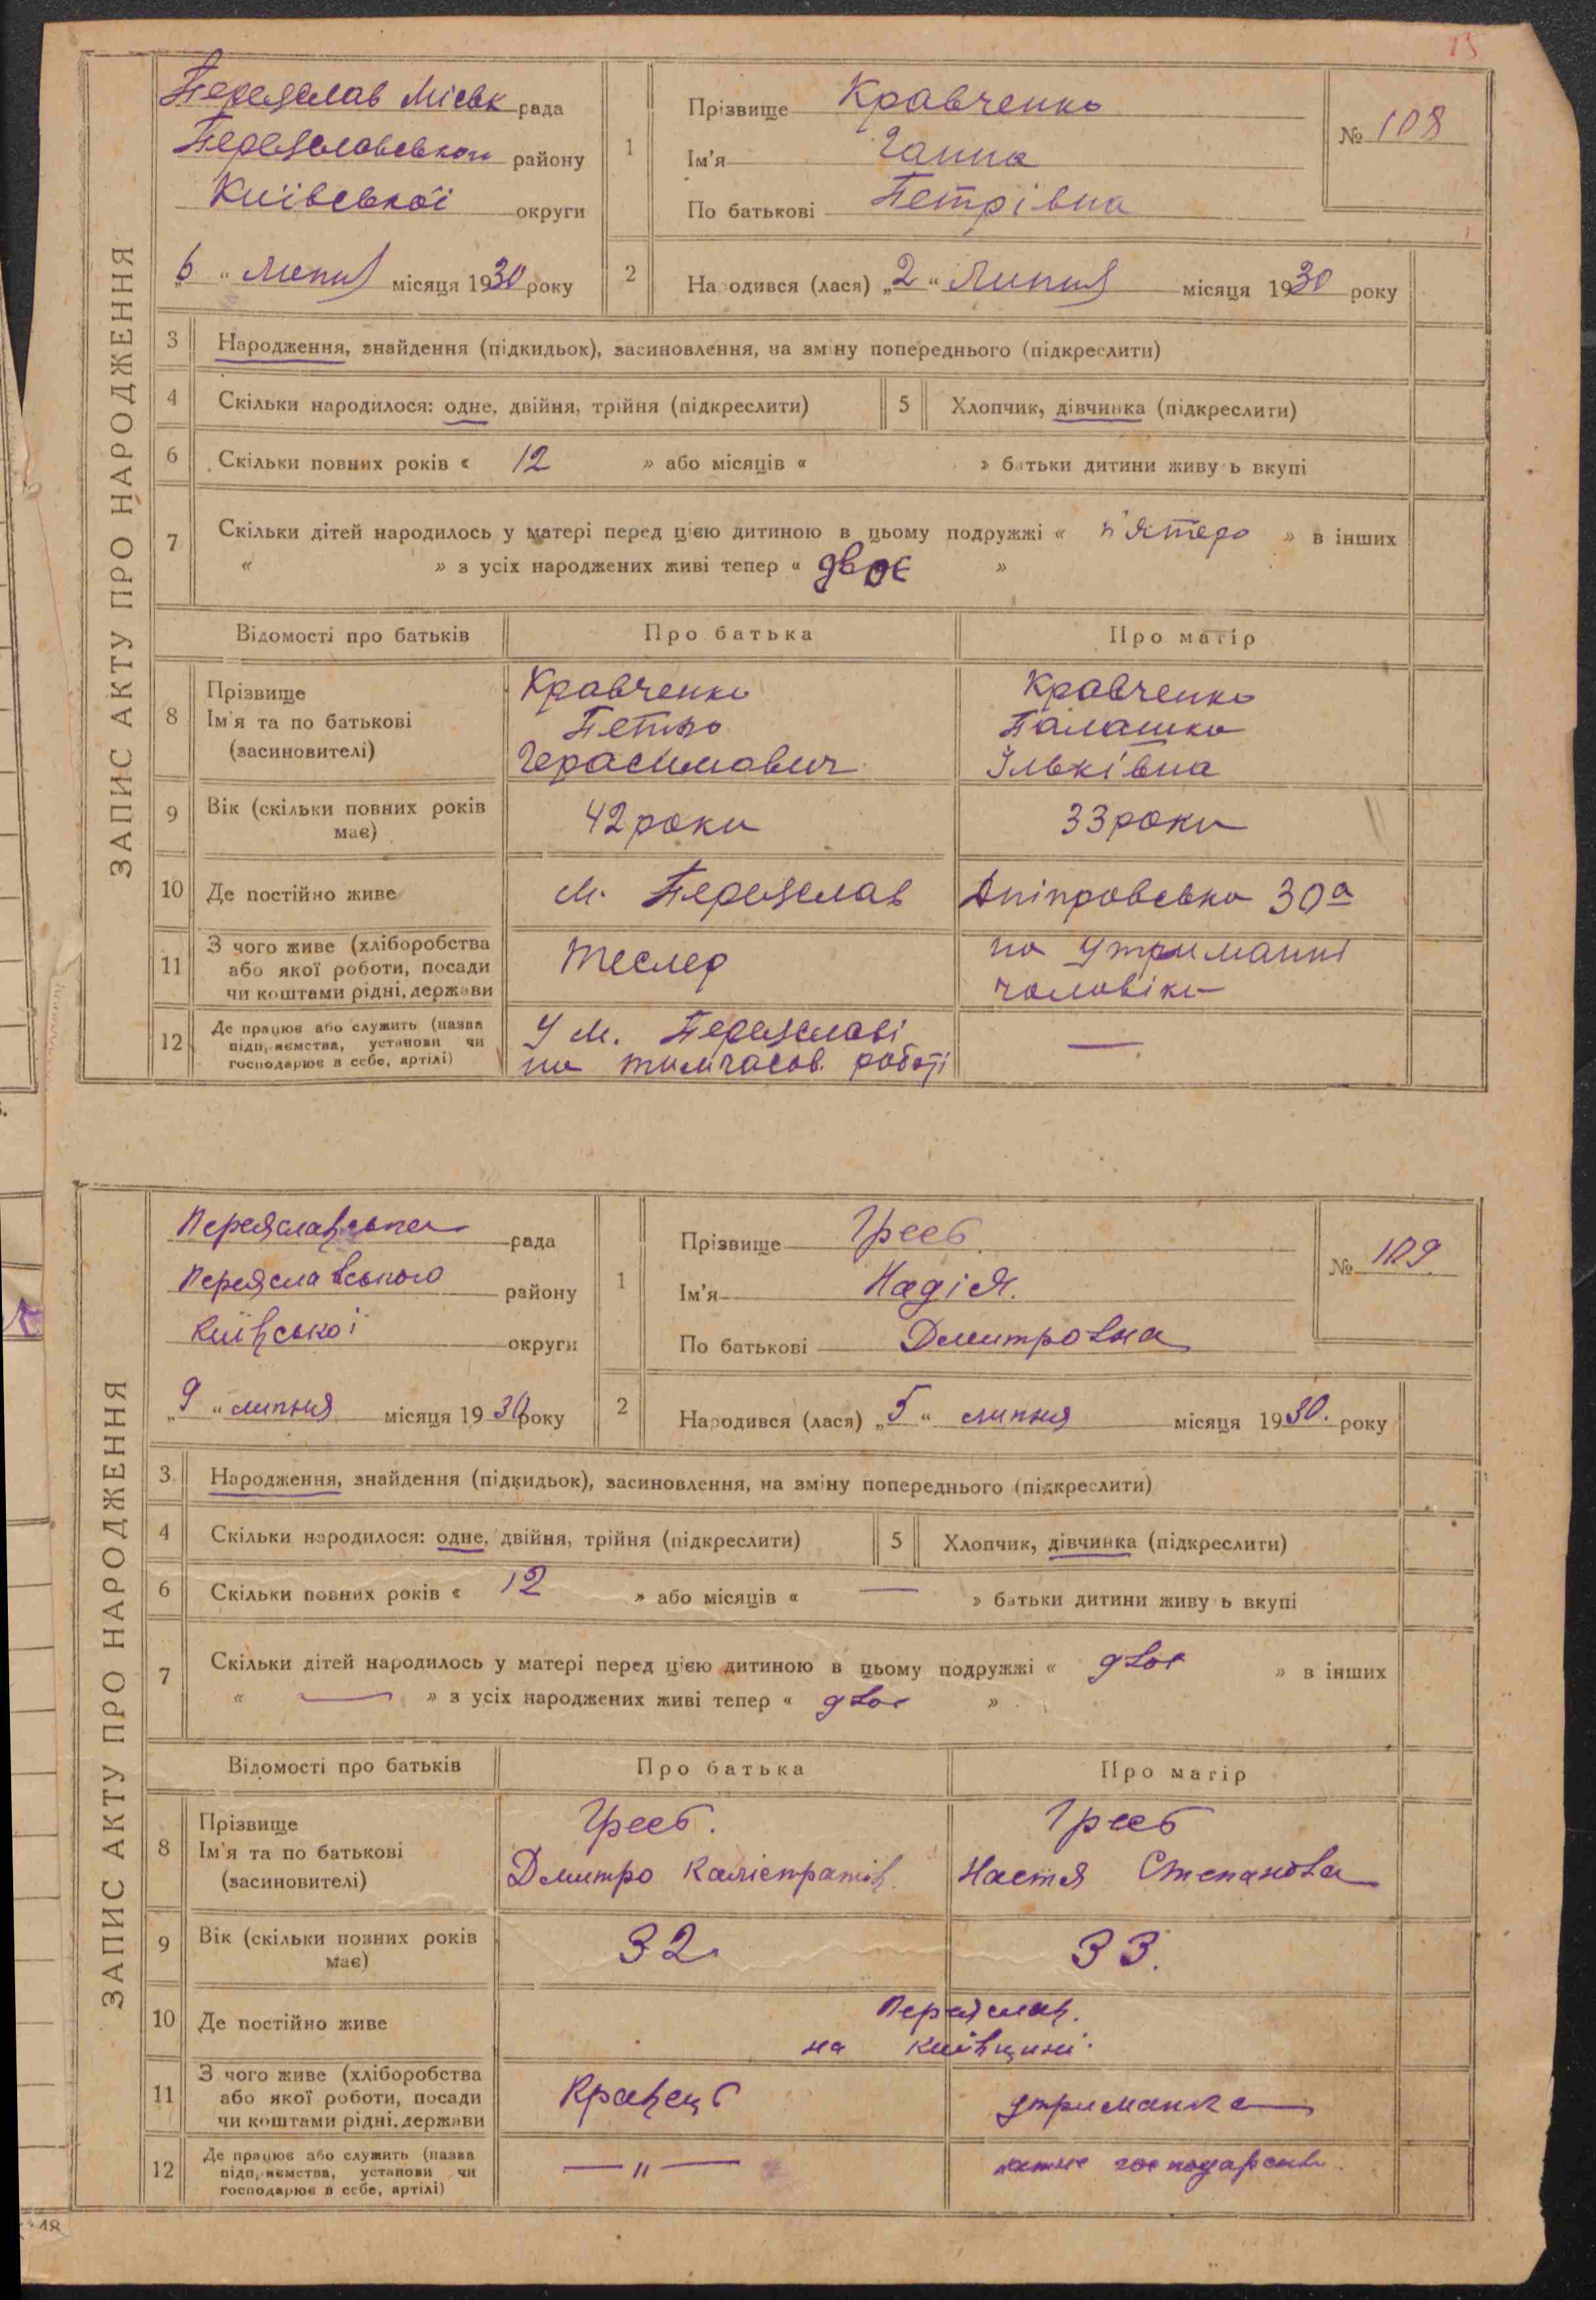 13
ЗАПИС АКТУ ПРО НАРОДЖЕННЯ
Переяслав Міськ рада
Переяславського району
Київської округи
„6“ Липня місяця 1930 року
1
Прізвище Кравченко
Ім'я Ганна
По батькові Петрівна
№ 108
2
Народився (лася) „2“ Липня місяця 1930 року
3 Народження, знайдення (підкидьок), засиновлення, на зміну попереднього (підкреслити)
4 Скільки народилося: одне, двійня, трійня (підкреслити) 5 Хлопчик, дівчинка (підкреслити)
6 Скільки повних років « 12 » або місяців « » батьки дитини живуть вкупі
7 Скільки дітей народилось у матері перед цією дитиною в цьому подружжі « п'ятеро » в інших
« » з усіх народжених живі тепер « двоє »
Відомості про батьків Про батька Про матір
8 Прізвище Кравченко Кравченко
Ім'я та по батькові Петро Палашка
(засиновителі) Герасимович Ільківна
9 Вік (скільки повних років має) 42 роки 33 роки
10 Де постійно живе м. Переяслав Дніпровська 30а
11 З чого живе (хліборобства Тесляр на утриманні
або якої роботи, посади чоловіка
чи коштами рідні, держави
12 Де працює або служить (назва У м. Переяславі —
підприємства, установи чи на тимчасов. роботі
господарює в себе, артілі)
ЗАПИС АКТУ ПРО НАРОДЖЕННЯ
Переяславська рада
Переяславського району
Київської округи
„9“ липня місяця 1930 року
1
Прізвище Гресь.
Ім'я Надія.
По батькові Дмитровна
№ 109.
2
Народився (лася) „5“ липня місяця 1930. року
3 Народження, знайдення (підкидьок), засиновлення, на зміну попереднього (підкреслити)
4 Скільки народилося: одне, двійня, трійня (підкреслити) 5 Хлопчик, дівчинка (підкреслити)
6 Скільки повних років « 12 » або місяців « — » батьки дитини живуть вкупі
7 Скільки дітей народилось у матері перед цією дитиною в цьому подружжі « двоє » в інших
« — » з усіх народжених живі тепер « двоє »
Відомості про батьків Про батька Про матір
8 Прізвище Гресь. Гресь
Ім'я та по батькові Дмитро Калістратів. Настя Степановна
(засиновителі)
9 Вік (скільки повних років має) 32 33.
10 Де постійно живе Переяслав.
на Київщині.
11 З чого живе (хліборобства Кравець утриманка
або якої роботи, посади
чи коштами рідні, держави
12 Де працює або служить (назва — „ — господарств.
підприємства, установи чи
господарює в себе, артілі)